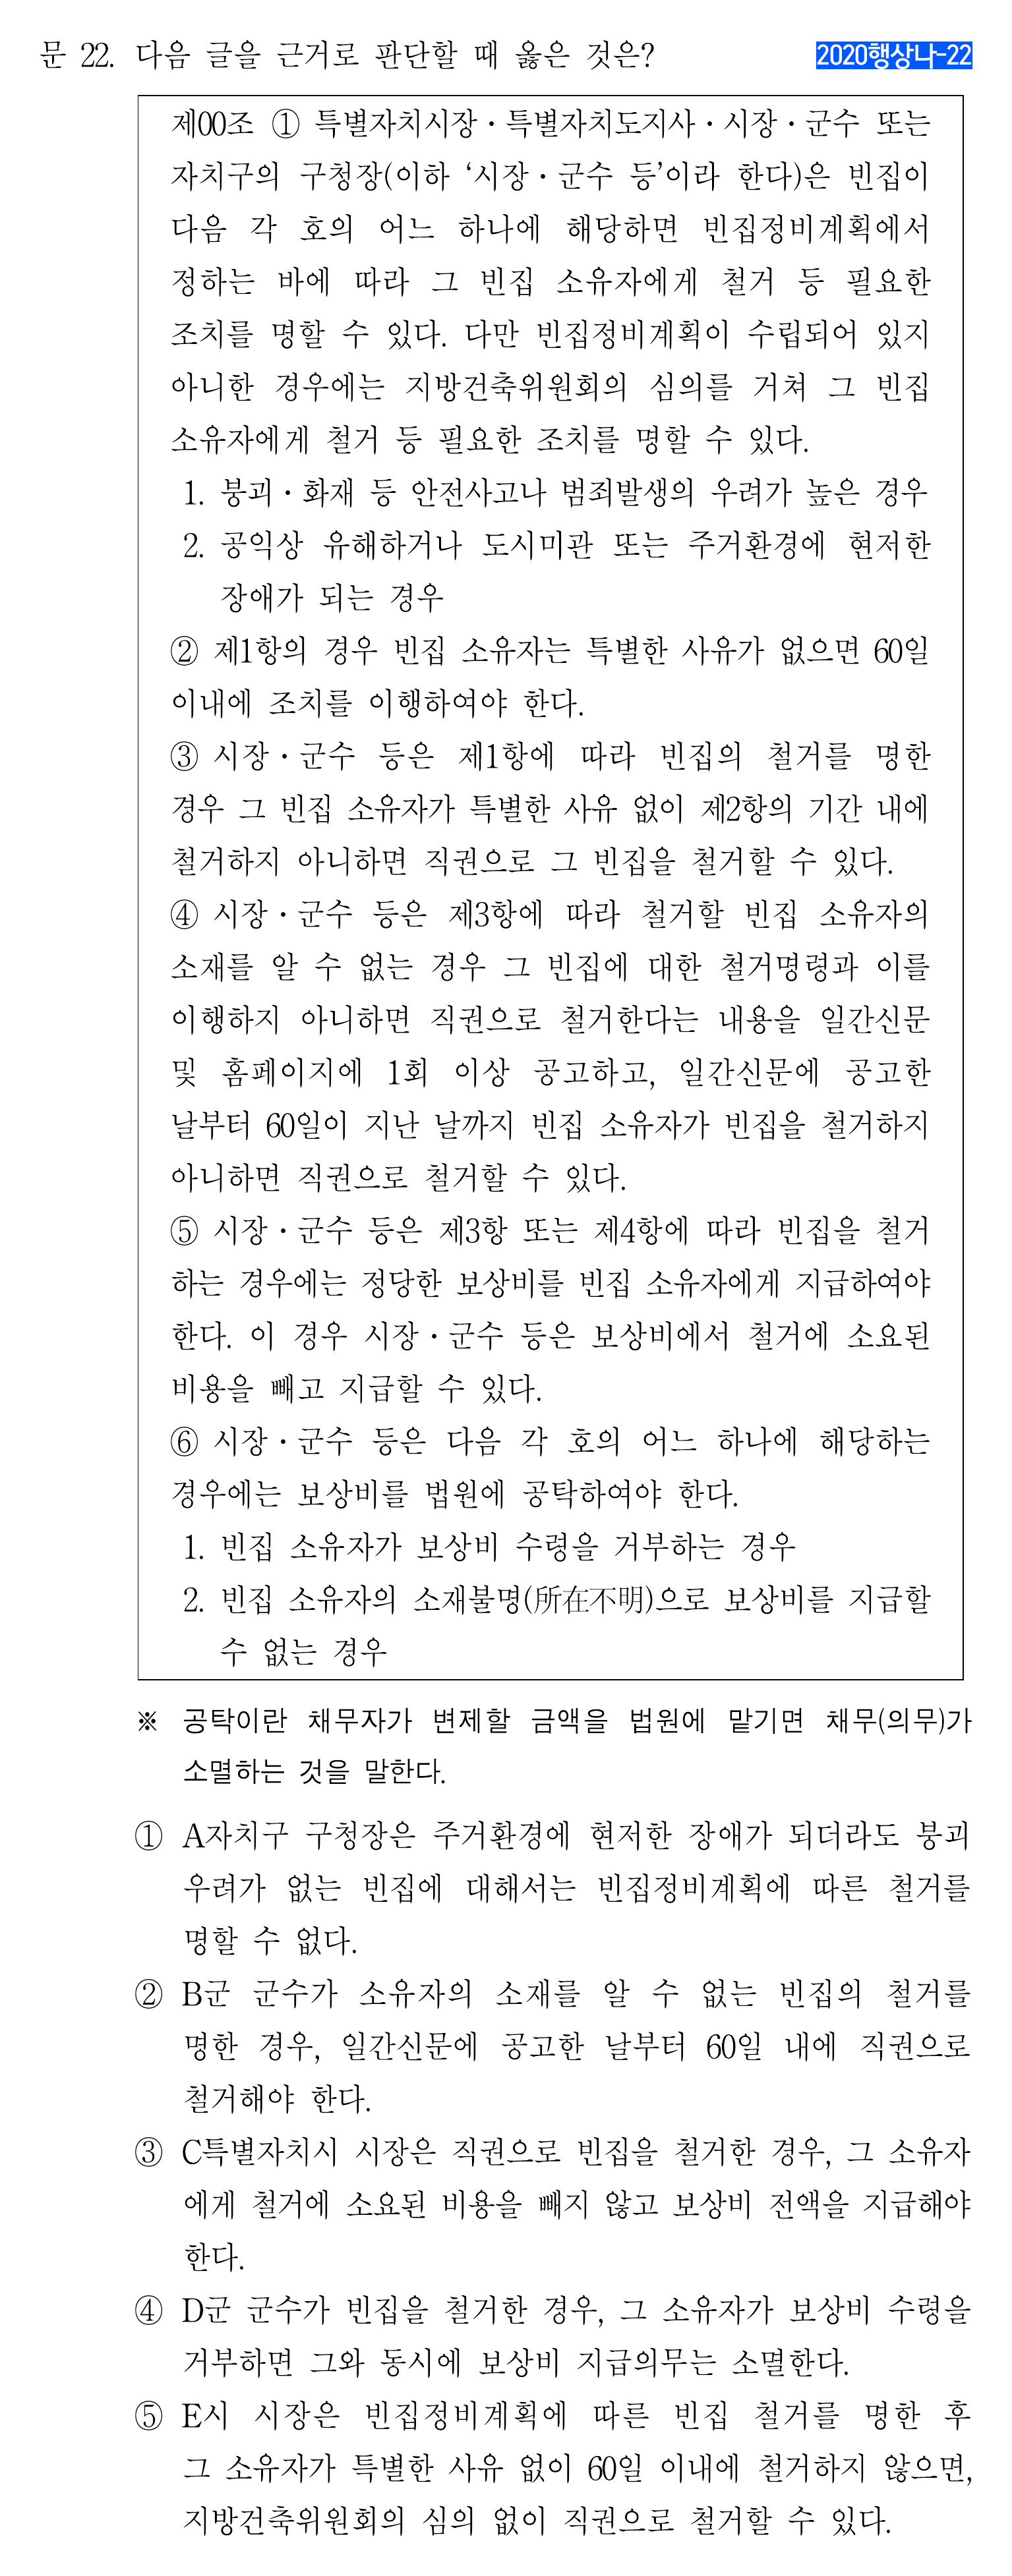 문 22. 다음 글을 근거로 판단할 때 옳은 것은?
2020행상나-22
제00조 ① 특별자치시장·특별자치도지사·시장·군수 또는
자치구의 구청장(이하 ‘시장·군수 등’이라 한다)은 빈집이
다음 각 호의 어느 하나에 해당하면 빈집정비계획에서
정하는 바에 따라 그 빈집 소유자에게 철거 등 필요한
조치를 명할 수 있다. 다만 빈집정비계획이 수립되어 있지
아니한 경우에는 지방건축위원회의 심의를 거쳐 그 빈집
소유자에게 철거 등 필요한 조치를 명할 수 있다.
1. 붕괴·화재 등 안전사고나 범죄발생의 우려가 높은 경우
2. 공익상 유해하거나 도시미관 또는 주거환경에 현저한
장애가 되는 경우
② 제1항의 경우 빈집 소유자는 특별한 사유가 없으면 60일
이내에 조치를 이행하여야 한다.
③ 시장·군수 등은 제1항에 따라 빈집의 철거를 명한
경우 그 빈집 소유자가 특별한 사유 없이 제2항의 기간 내에
철거하지 아니하면 직권으로 그 빈집을 철거할 수 있다.
④ 시장·군수 등은 제3항에 따라 철거할 빈집 소유자의
소재를 알 수 없는 경우 그 빈집에 대한 철거명령과 이를
이행하지 아니하면 직권으로 철거한다는 내용을 일간신문
및 홈페이지에 1회 이상 공고하고, 일간신문에 공고한
날부터 60일이 지난 날까지 빈집 소유자가 빈집을 철거하지
아니하면 직권으로 철거할 수 있다.
⑤ 시장·군수 등은 제3항 또는 제4항에 따라 빈집을 철거
하는 경우에는 정당한 보상비를 빈집 소유자에게 지급하여야
한다. 이 경우 시장·군수 등은 보상비에서 철거에 소요된
비용을 빼고 지급할 수 있다.
⑥ 시장·군수 등은 다음 각 호의 어느 하나에 해당하는
경우에는 보상비를 법원에 공탁하여야 한다.
1. 빈집 소유자가 보상비 수령을 거부하는 경우
2. 빈집 소유자의 소재불명(所在不明)으로 보상비를 지급할
수 없는 경우
※ 공탁이란 채무자가 변제할 금액을 법원에 맡기면 채무(의무)가
소멸하는 것을 말한다.
① A자치구 구청장은 주거환경에 현저한 장애가 되더라도 붕괴
우려가 없는 빈집에 대해서는 빈집정비계획에 따른 철거를
명할 수 없다.
② B군 군수가 소유자의 소재를 알 수 없는 빈집의 철거를
명한 경우, 일간신문에 공고한 날부터 60일 내에 직권으로
철거해야 한다.
③ C특별자치시 시장은 직권으로 빈집을 철거한 경우, 그 소유자
에게 철거에 소요된 비용을 빼지 않고 보상비 전액을 지급해야
한다.
④ D군 군수가 빈집을 철거한 경우, 그 소유자가 보상비 수령을
거부하면 그와 동시에 보상비 지급의무는 소멸한다.
⑤ E시 시장은 빈집정비계획에 따른 빈집 철거를 명한 후
그 소유자가 특별한 사유 없이 60일 이내에 철거하지 않으면,
지방건축위원회의 심의 없이 직권으로 철거할 수 있다.